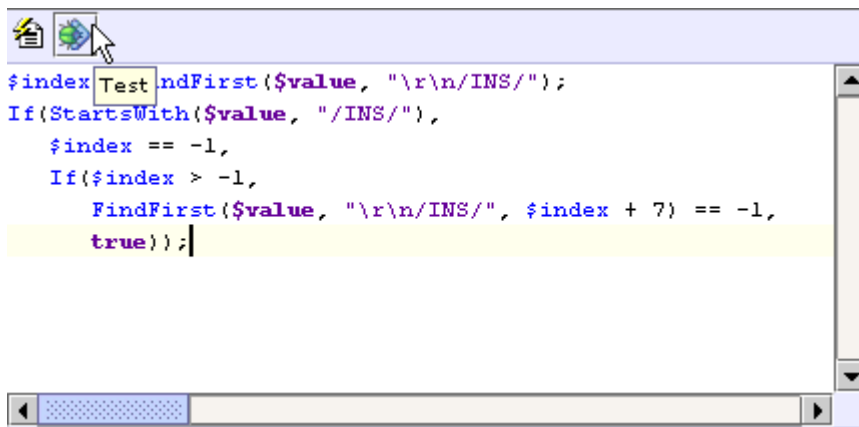 $index
Test
ndFirst($value, "\r\n/INS/");
If(StartsWith($value, "/INS/"),
$index == -1,
If($index > -1,
FindFirst($value, "\r\n/INS/", $index + 7) == -1,
true));